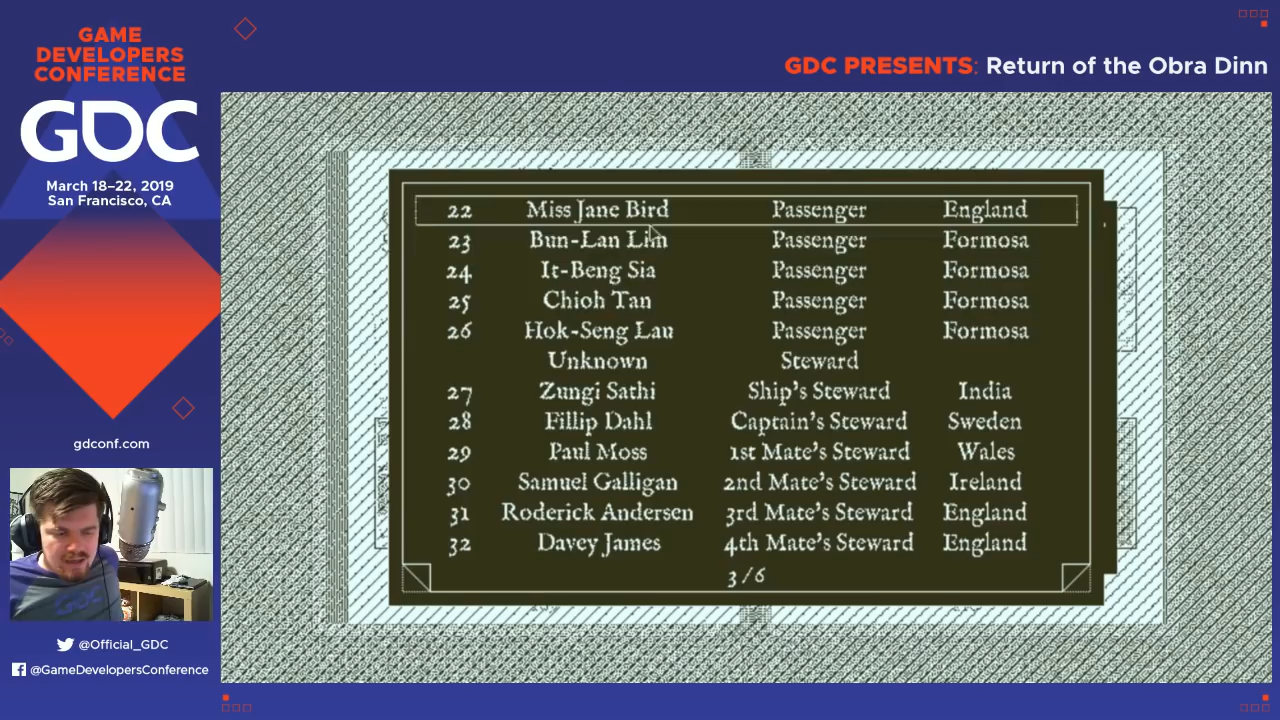 GAME
DEVELOPERS
CONFERENCE
GDC
March 18–22, 2019
San Francisco, CA
gdconf.com
@Official_GDC
@GameDevelopersConference
GDC PRESENTS: Return of the Obra Dinn
22 Miss Jane Bird Passenger England
23 Bun-Lan Lim Passenger Formosa
24 It-Beng Sia Passenger Formosa
25 Chioh Tan Passenger Formosa
26 Hok-Seng Lau Passenger Formosa
Unknown Steward
27 Zungi Sathi Ship's Steward India
28 Fillip Dahl Captain's Steward Sweden
29 Paul Moss 1st Mate's Steward Wales
30 Samuel Galligan 2nd Mate's Steward Ireland
31 Roderick Andersen 3rd Mate's Steward England
32 Davey James 4th Mate's Steward England
3/6